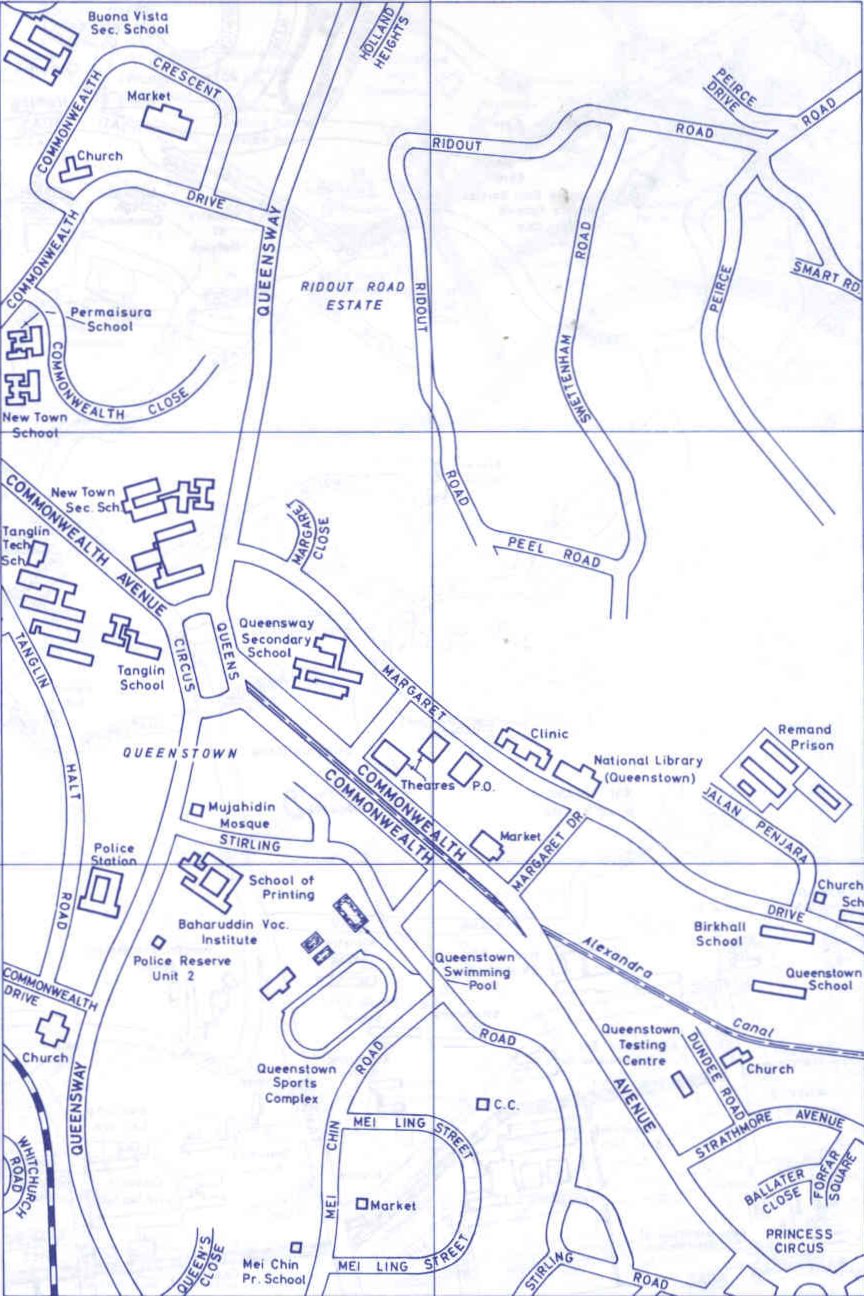 Buona Vista
Sec. School
HOLLAND
HEIGHTS
CRESCENT
COMMONWEALTH
Market
Church
DRIVE
COMMONWEALTH
QUEENSWAY
PEIRCE
DRIVE
ROAD
ROAD
RIDOUT
ROAD
RIDOUT
RIDOUT ROAD
ESTATE
PEIRCE
SMART RD.
SWETTENHAM
Permaisura
School
COMMONWEALTH CLOSE
New Town
School
COMMONWEALTH AVENUE
New Town
Sec. Sch.
Tanglin
Tech
Sch.
MARGARET
CLOSE
ROAD
PEEL ROAD
CIRCUS
QUEENS
Queensway
Secondary
School
Tanglin
School
TANGLIN
HALT
ROAD
QUEENSTOWN
MARGARET
Clinic
National Library
(Queenstown)
Theatres
P.O.
COMMONWEALTH
COMMONWEALTH
Market
MARGARET DR.
Remand
Prison
JALAN PENJARA
Mujahidin
Mosque
STIRLING
Police
Station
School of
Printing
Baharuddin Voc.
Institute
Police Reserve
Unit 2
Church
Sch
DRIVE
Birkhall
School
Queenstown
School
Alexandra
Canal
Queenstown
Swimming
Pool
COMMONWEALTH
DRIVE
Church
QUEENSWAY
Queenstown
Sports
Complex
ROAD
ROAD
Queenstown
Testing
Centre
DUNDEE ROAD
Church
AVENUE
C.C.
STRATHMORE AVENUE
MEI LING STREET
CHIN
MEI
Market
BALLATER
CLOSE
FORFAR
SQUARE
PRINCESS
CIRCUS
WHITCHURCH
ROAD
QUEEN'S
CLOSE
Mei Chin
Pr. School
MEI LING STREET
STIRLING
ROAD